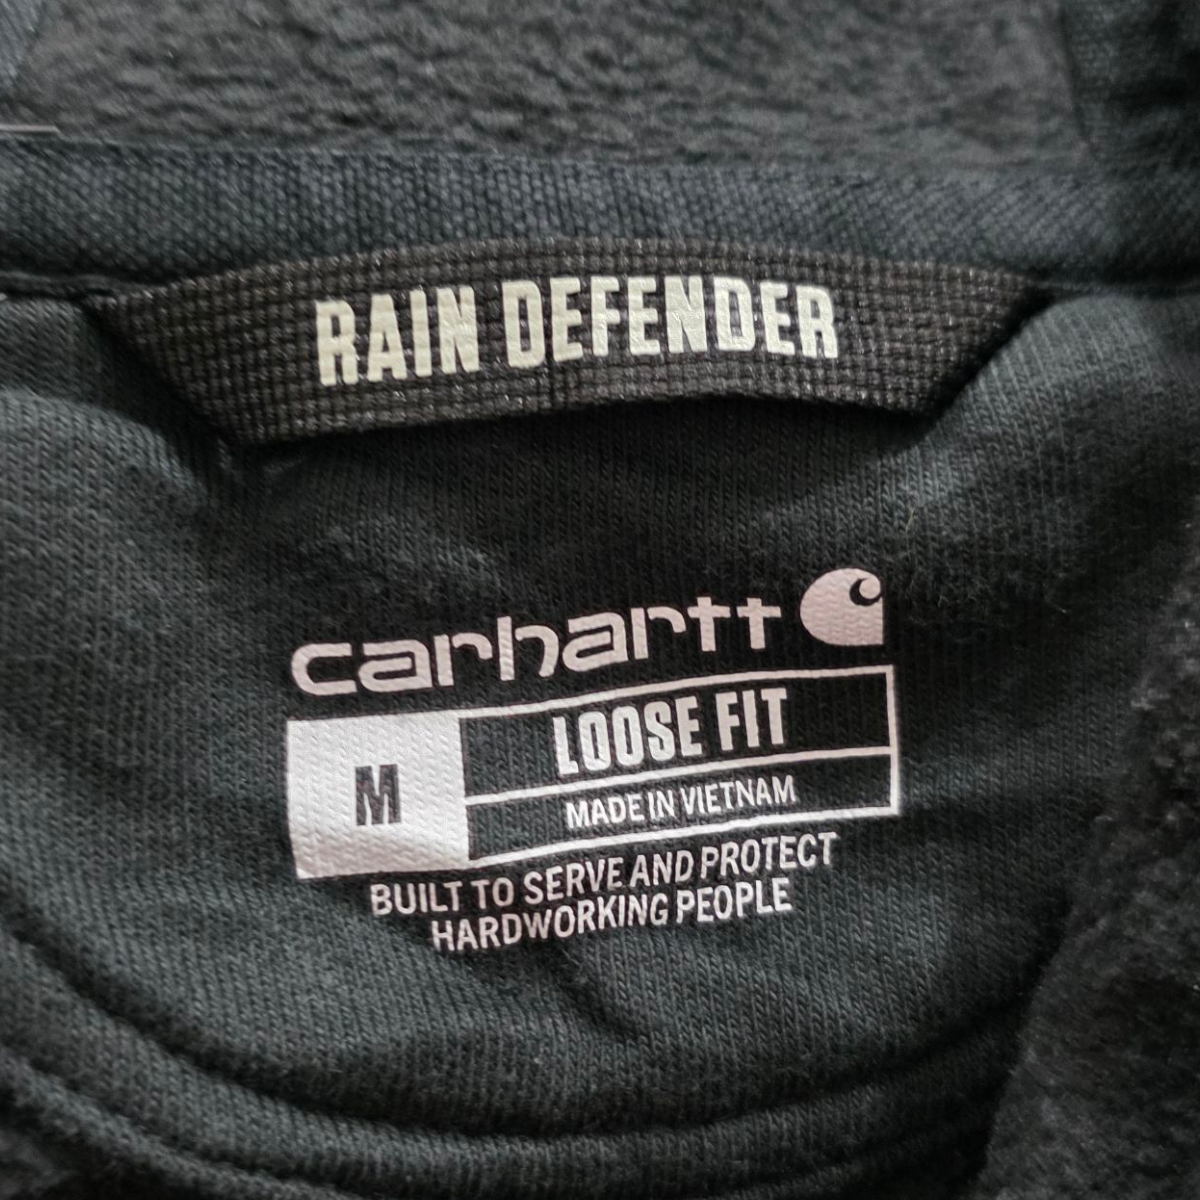 RAIN DEFENDER
carhartt
LOOSE FIT
M
MADE IN VIETNAM
BUILT TO SERVE AND PROTECT
HARDWORKING PEOPLE